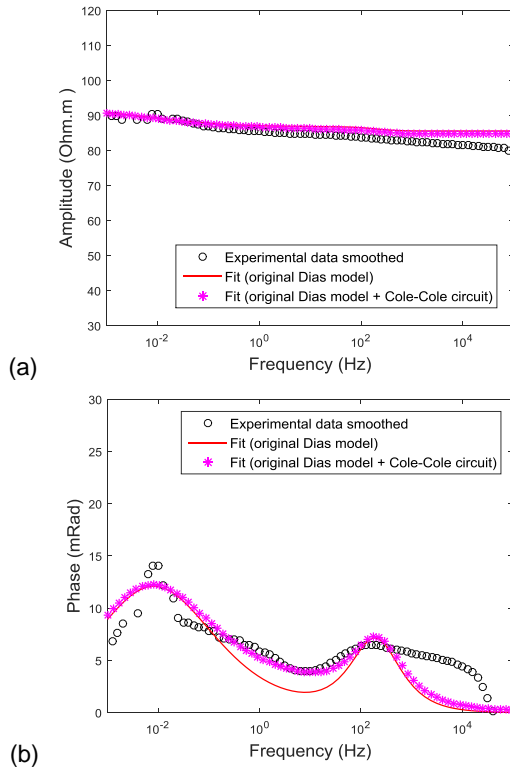 120
110
100
90
80
70
60
50
40
30
Amplitude (Ohm.m)
Experimental data smoothed
Fit (original Dias model)
Fit (original Dias model + Cole-Cole circuit)
10^-2 10^0 10^2 10^4
Frequency (Hz)
(a)
30
25
20
15
10
5
0
Phase (mRad)
Experimental data smoothed
Fit (original Dias model)
Fit (original Dias model + Cole-Cole circuit)
10^-2 10^0 10^2 10^4
Frequency (Hz)
(b)